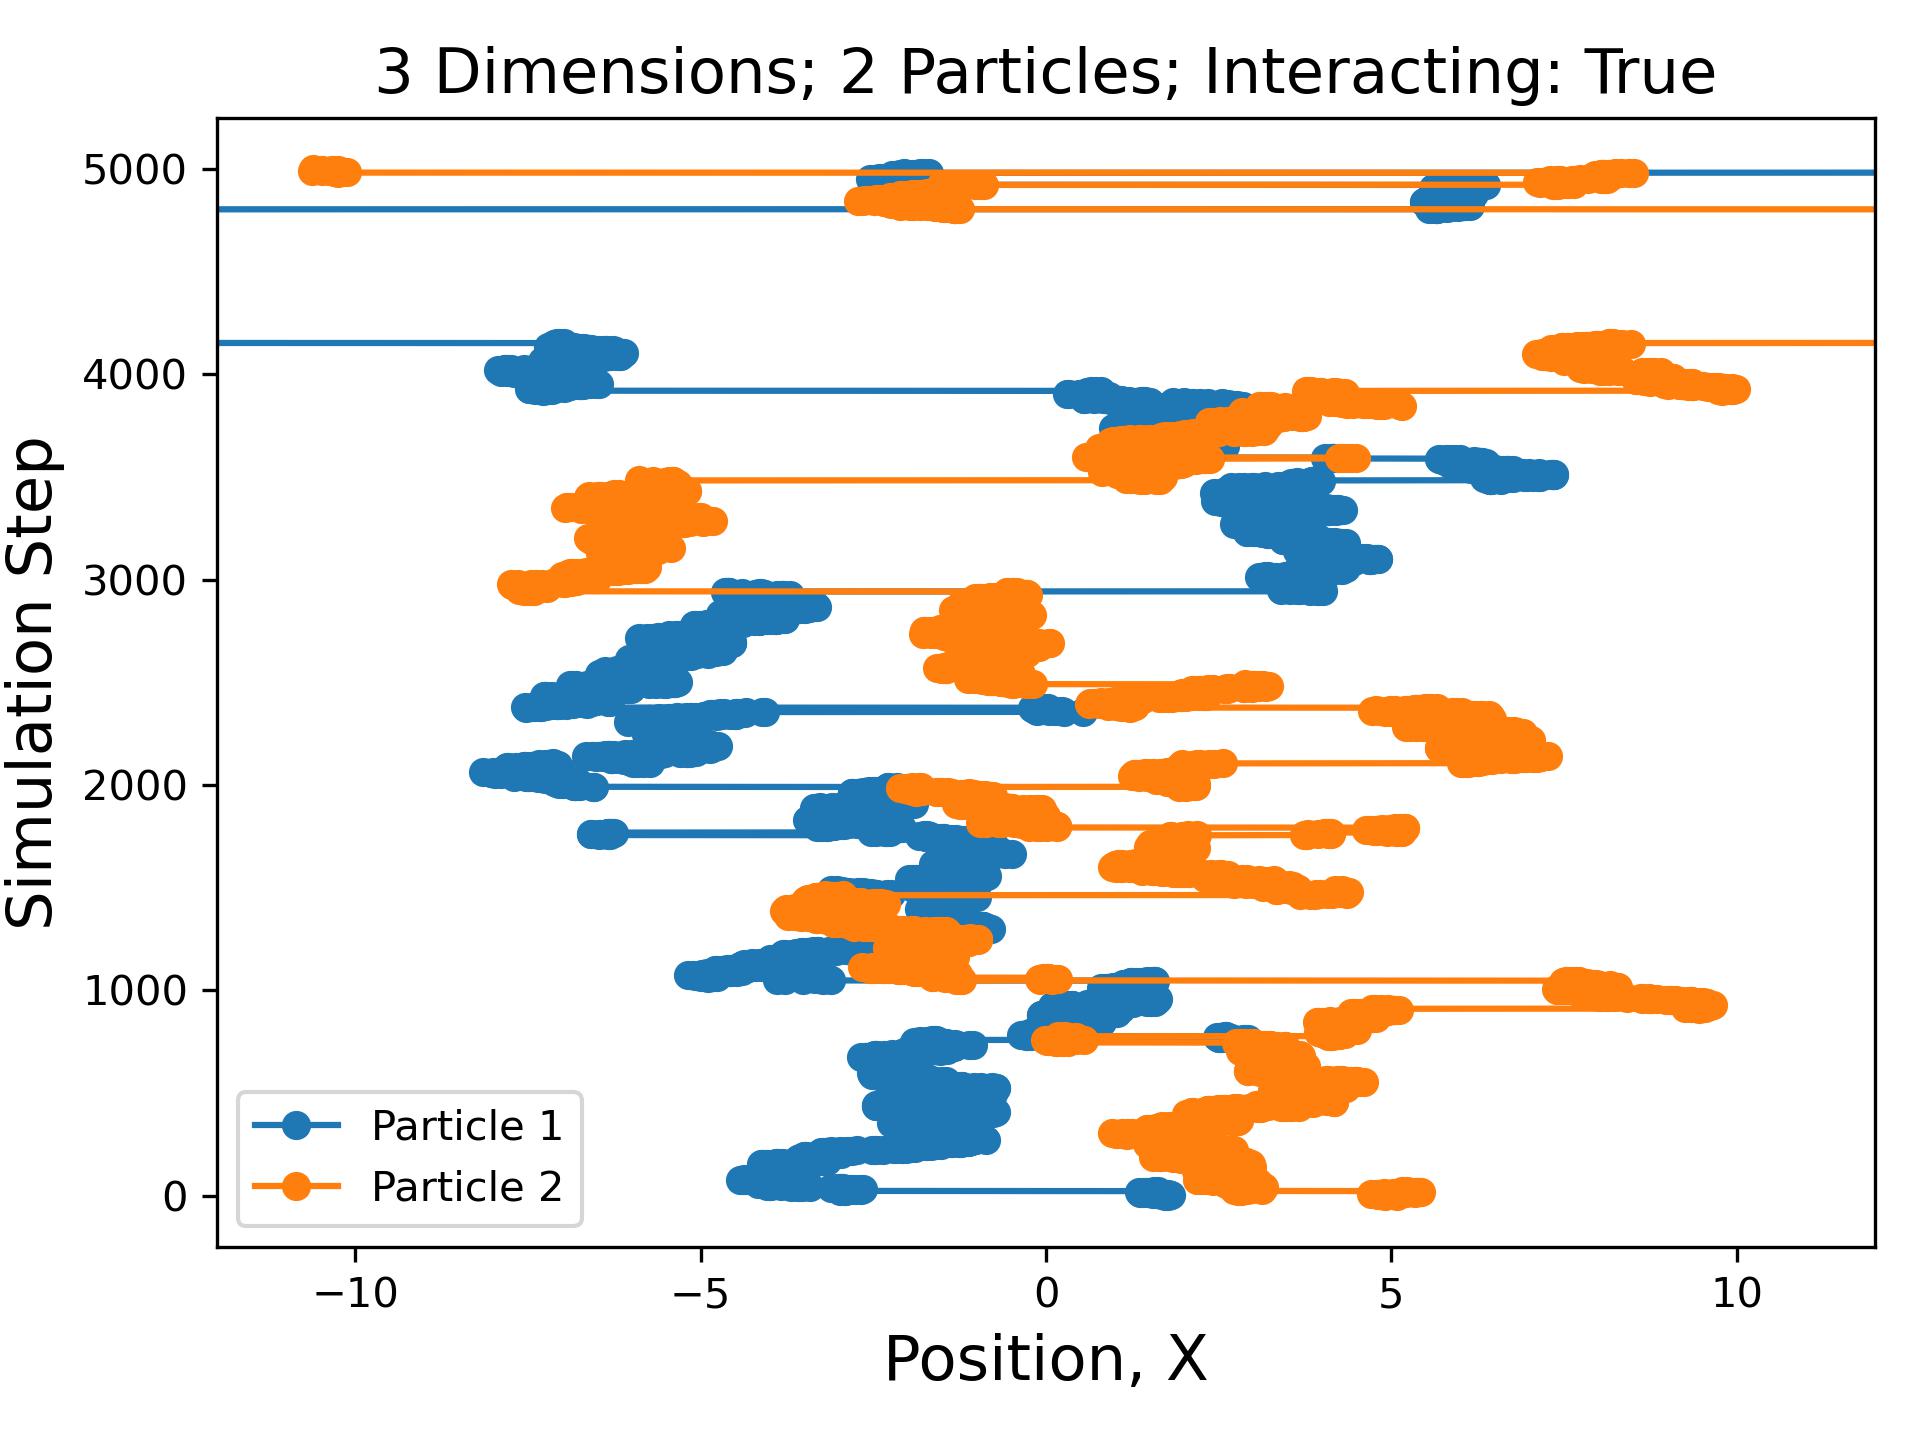 3 Dimensions; 2 Particles; Interacting: True
Simulation Step
5000
4000
3000
2000
1000
0
Particle 1
Particle 2
−10
−5
0
5
10
Position, X